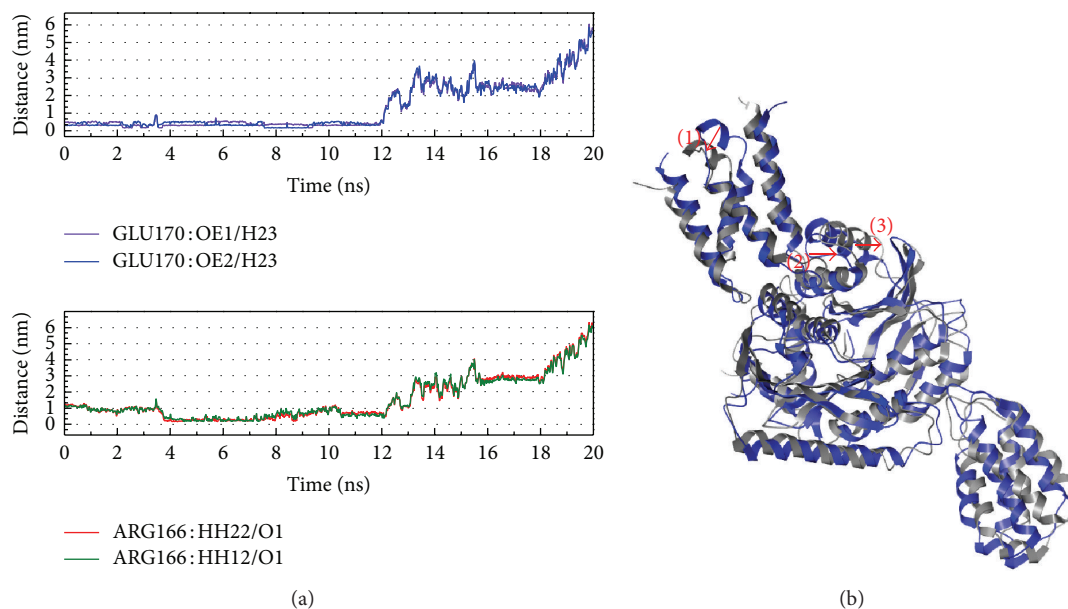 Distance (nm)
6
5
4
3
2
1
0
0 2 4 6 8 10 12 14 16 18 20
Time (ns)
GLU170:OE1/H23
GLU170:OE2/H23
Distance (nm)
6
5
4
3
2
1
0
0 2 4 6 8 10 12 14 16 18 20
Time (ns)
ARG166:HH22/O1
ARG166:HH12/O1
(a)
(1)
(3)
(2)
(b)